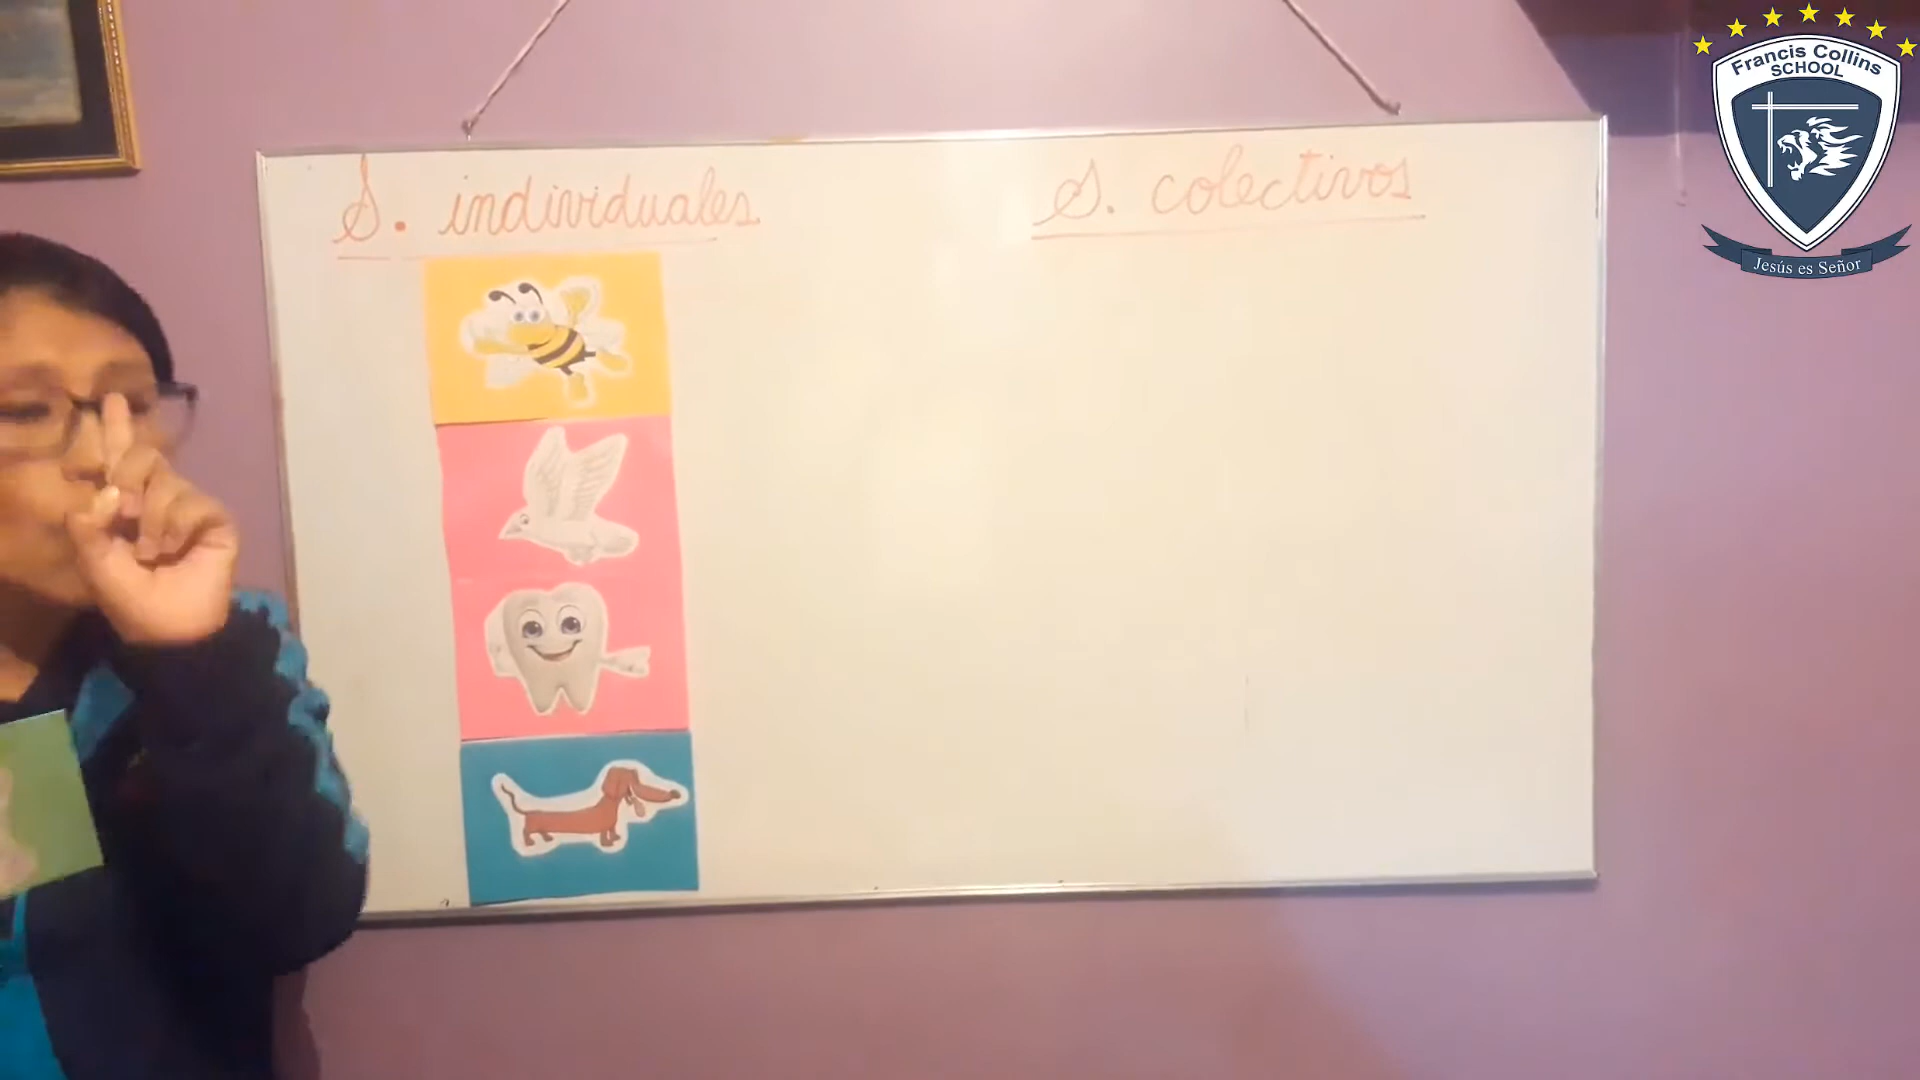 S. individuales
S. colectivos
Francis Collins
SCHOOL
Jesús es Señor